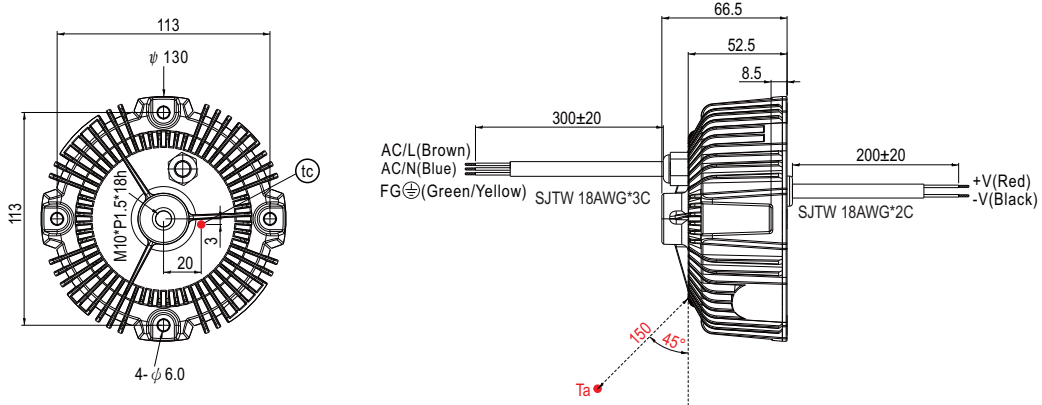 113
ψ 130
113
M10*P1.5*18h
tc
3
20
4- ϕ 6.0
66.5
52.5
8.5
300±20
AC/L(Brown)
AC/N(Blue)
FG⏚(Green/Yellow)
SJTW 18AWG*3C
200±20
+V(Red)
-V(Black)
SJTW 18AWG*2C
150
45°
Ta